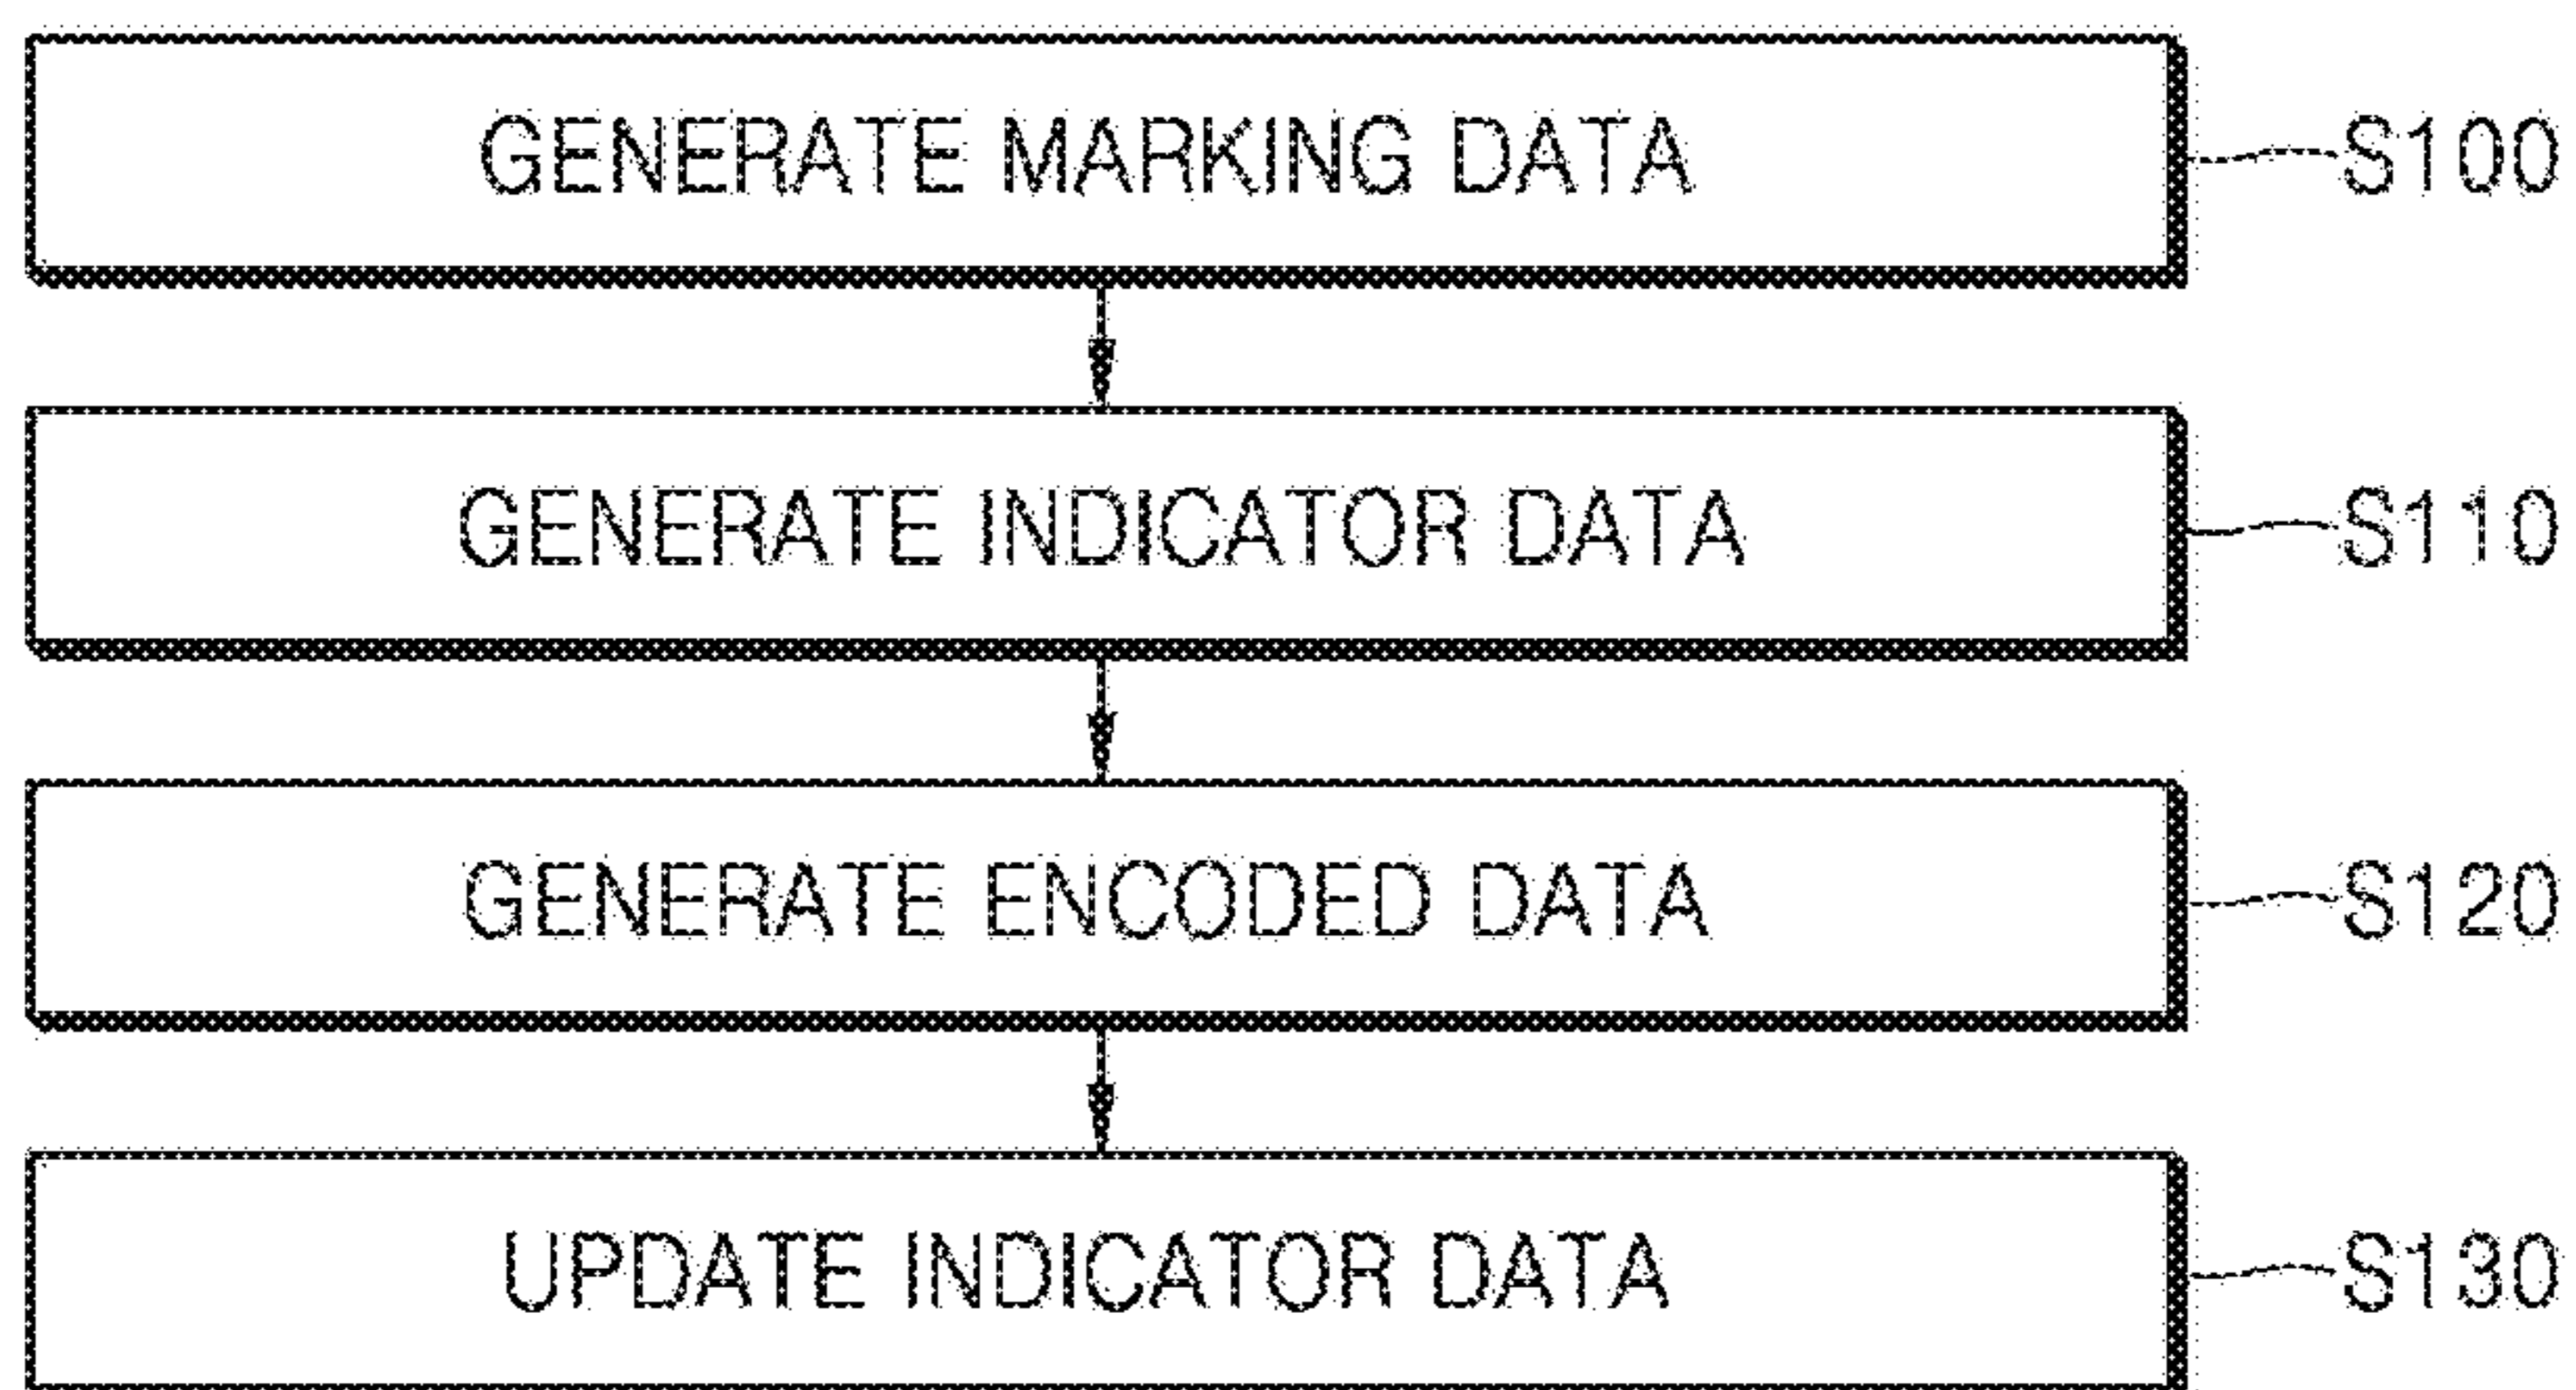 GENERATE MARKING DATA S100
GENERATE INDICATOR DATA S110
GENERATE ENCODED DATA S120
UPDATE INDICATOR DATA S130